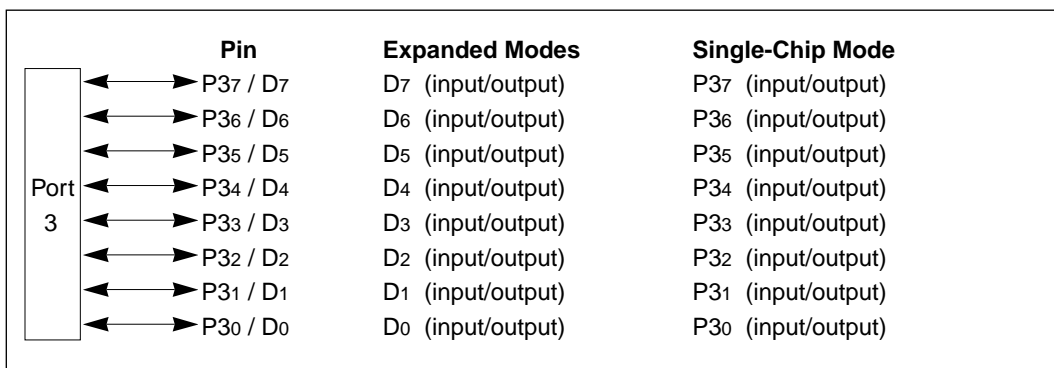 Pin Expanded Modes Single-Chip Mode
P37 / D7 D7 (input/output) P37 (input/output)
P36 / D6 D6 (input/output) P36 (input/output)
P35 / D5 D5 (input/output) P35 (input/output)
Port P34 / D4 D4 (input/output) P34 (input/output)
3 P33 / D3 D3 (input/output) P33 (input/output)
P32 / D2 D2 (input/output) P32 (input/output)
P31 / D1 D1 (input/output) P31 (input/output)
P30 / D0 D0 (input/output) P30 (input/output)